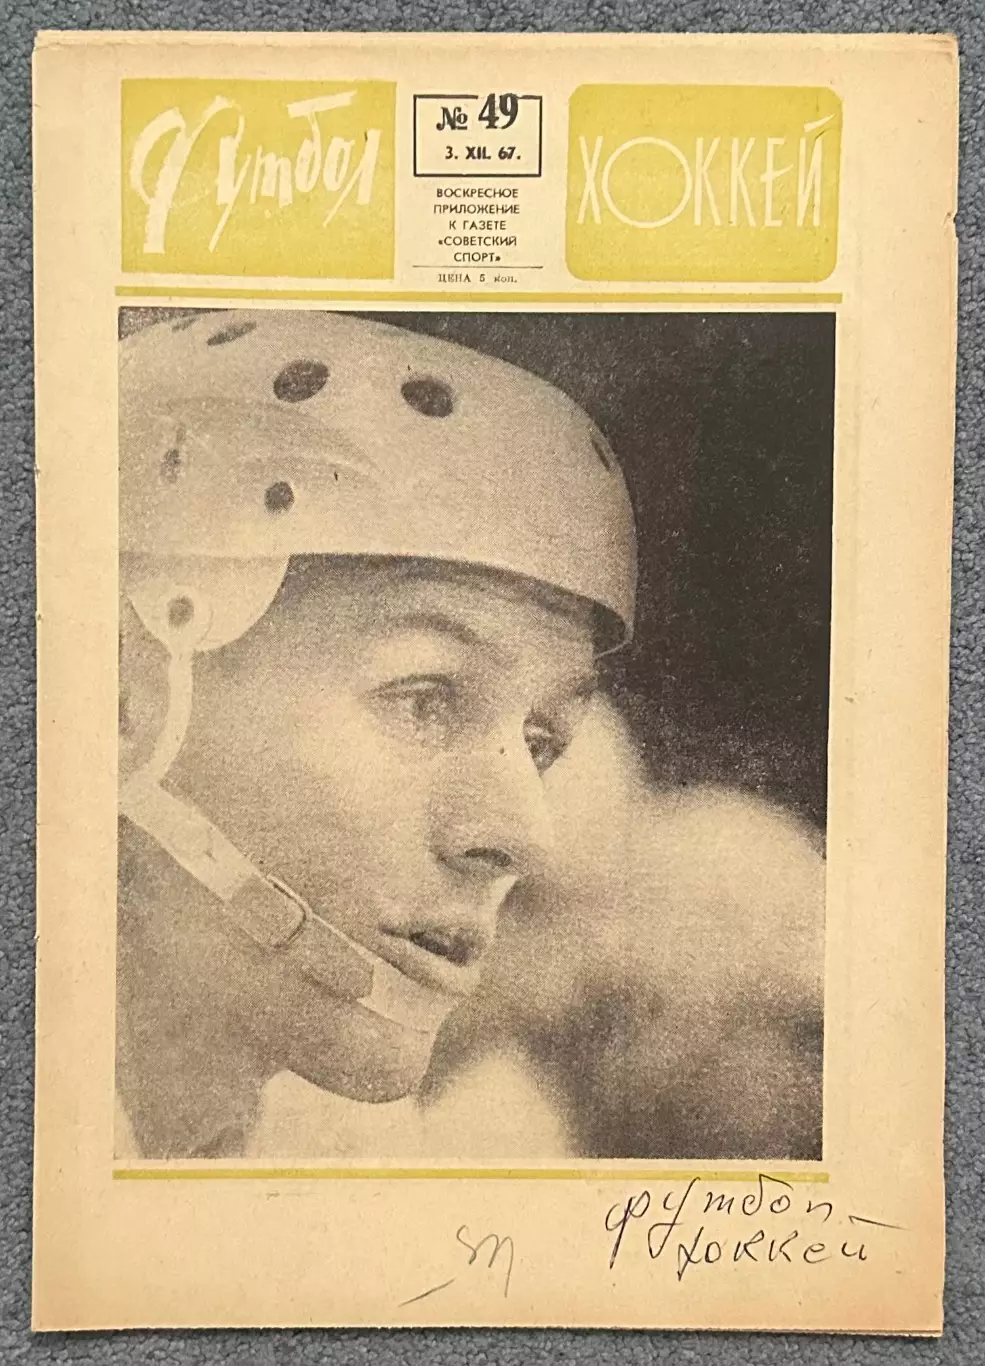 Футбол
№ 49
3. XII. 67.
ВОСКРЕСНОЕ
ПРИЛОЖЕНИЕ
К ГАЗЕТЕ
«СОВЕТСКИЙ
СПОРТ»
ЦЕНА 5 коп.
ХОККЕЙ
футбол
хоккей